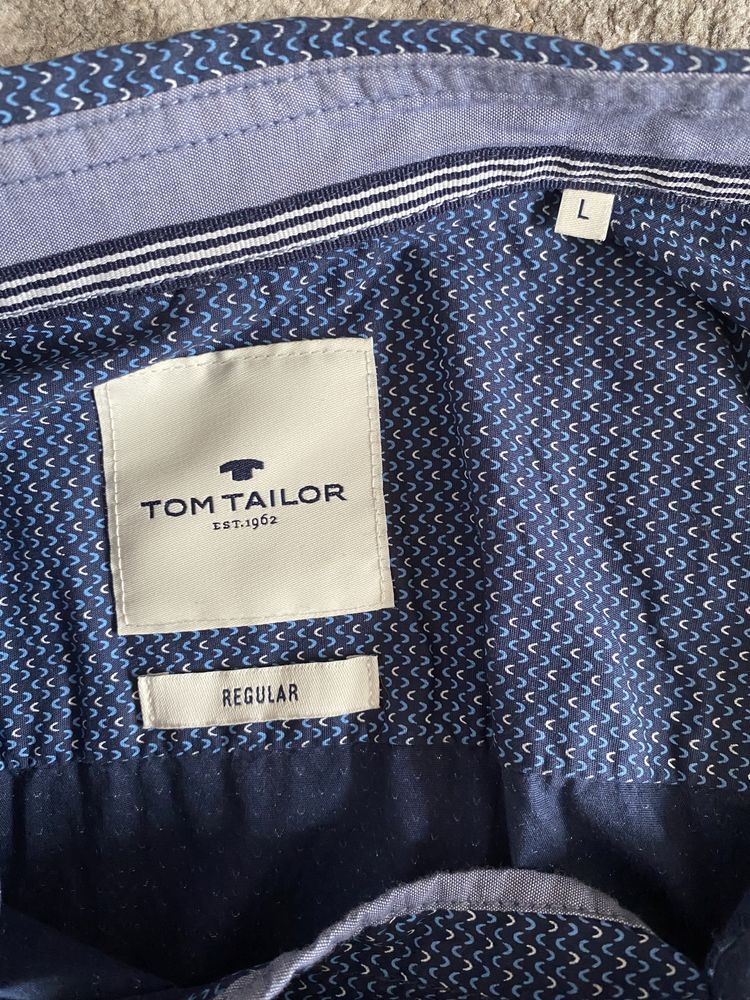 L
TOM TAILOR
EST.1962
REGULAR